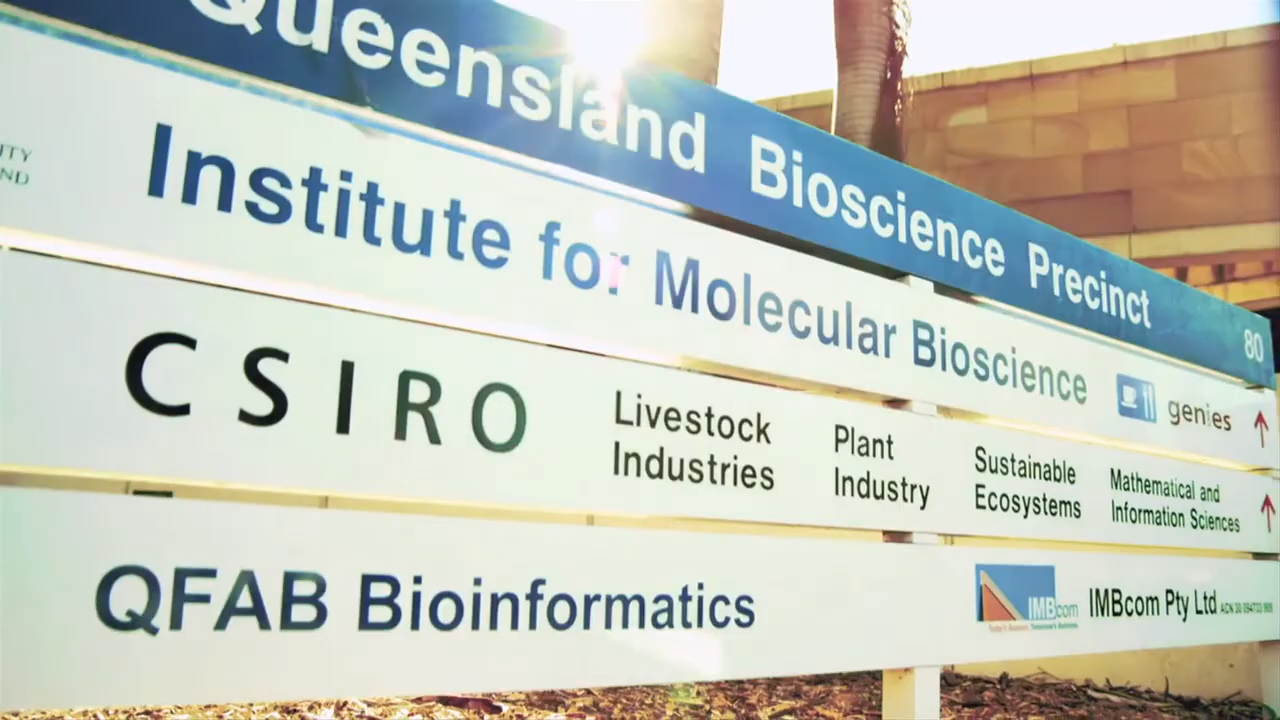 Queensland Bioscience Precinct 80
Institute for Molecular Bioscience
genies
CSIRO
Livestock
Industries
Plant
Industry
Sustainable
Ecosystems
Mathematical and
Information Sciences
QFAB Bioinformatics
IMBcom
IMBcom Pty Ltd